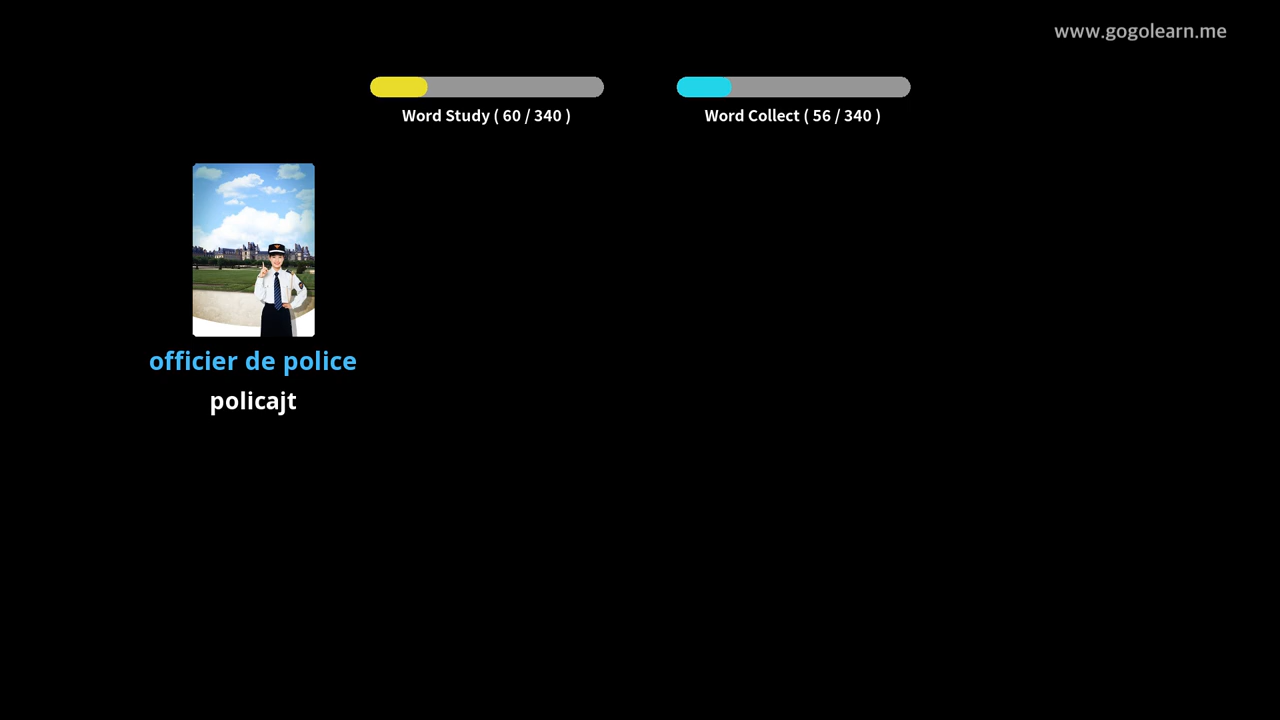 www.gogolearn.me
Word Study ( 60 / 340 )
Word Collect ( 56 / 340 )
officier de police
policajt